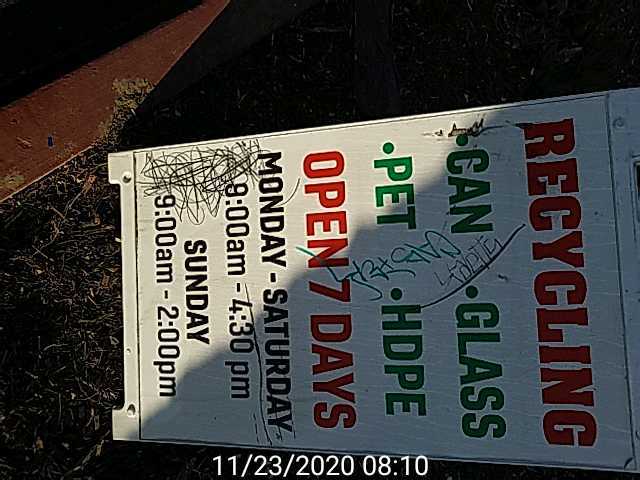 RECYCLING
•CAN •GLASS
•PET •HDPE
OPEN 7 DAYS
MONDAY - SATURDAY
9:00am - 4:30 pm
SUNDAY
9:00am - 2:00pm
11/23/2020 08:10